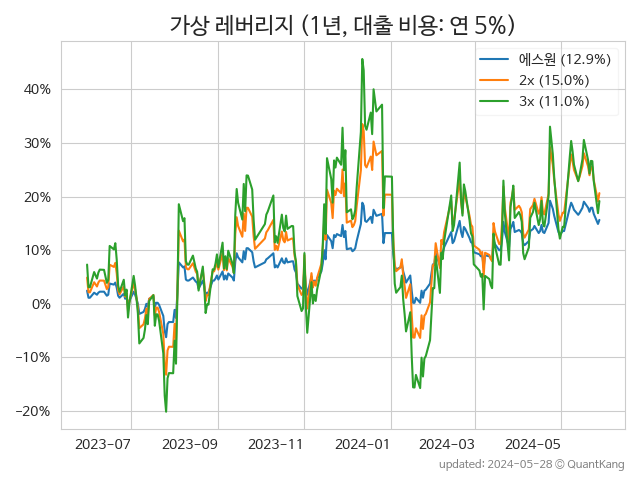 가상 레버리지 (1년, 대출 비용: 연 5%)
에스원 (12.9%)
2x (15.0%)
3x (11.0%)
40%
30%
20%
10%
0%
−10%
−20%
2023−07
2023−09
2023−11
2024−01
2024−03
2024−05
updated: 2024-05-28 © QuantKang